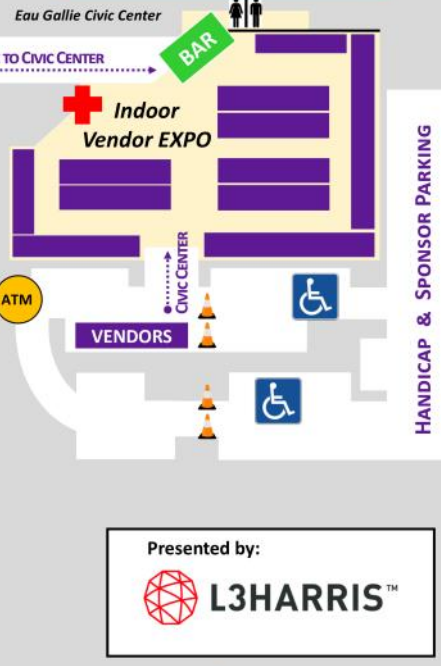 Eau Gallie Civic Center
TO CIVIC CENTER
BAR
Indoor
Vendor EXPO
CIVIC CENTER
ATM
VENDORS
HANDICAP & SPONSOR PARKING
Presented by:
L3HARRIS™